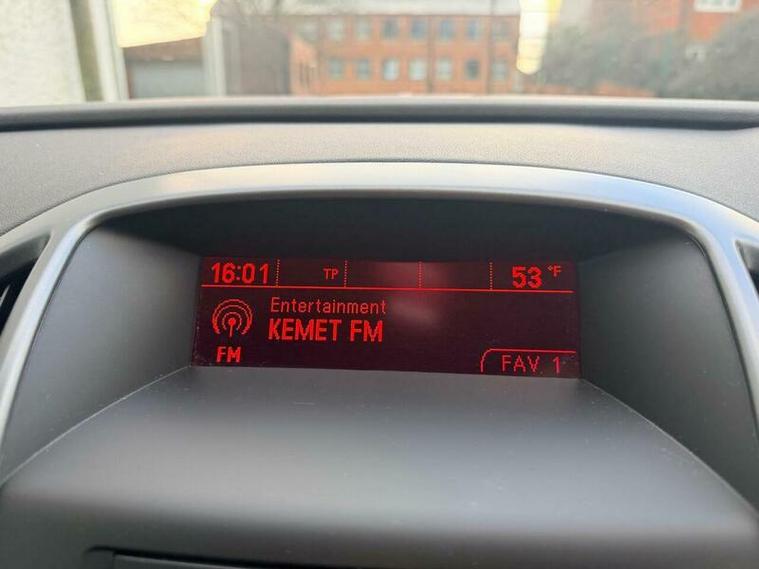 16:01 TP 53 °F
Entertainment
KEMET FM
FM FAV 1